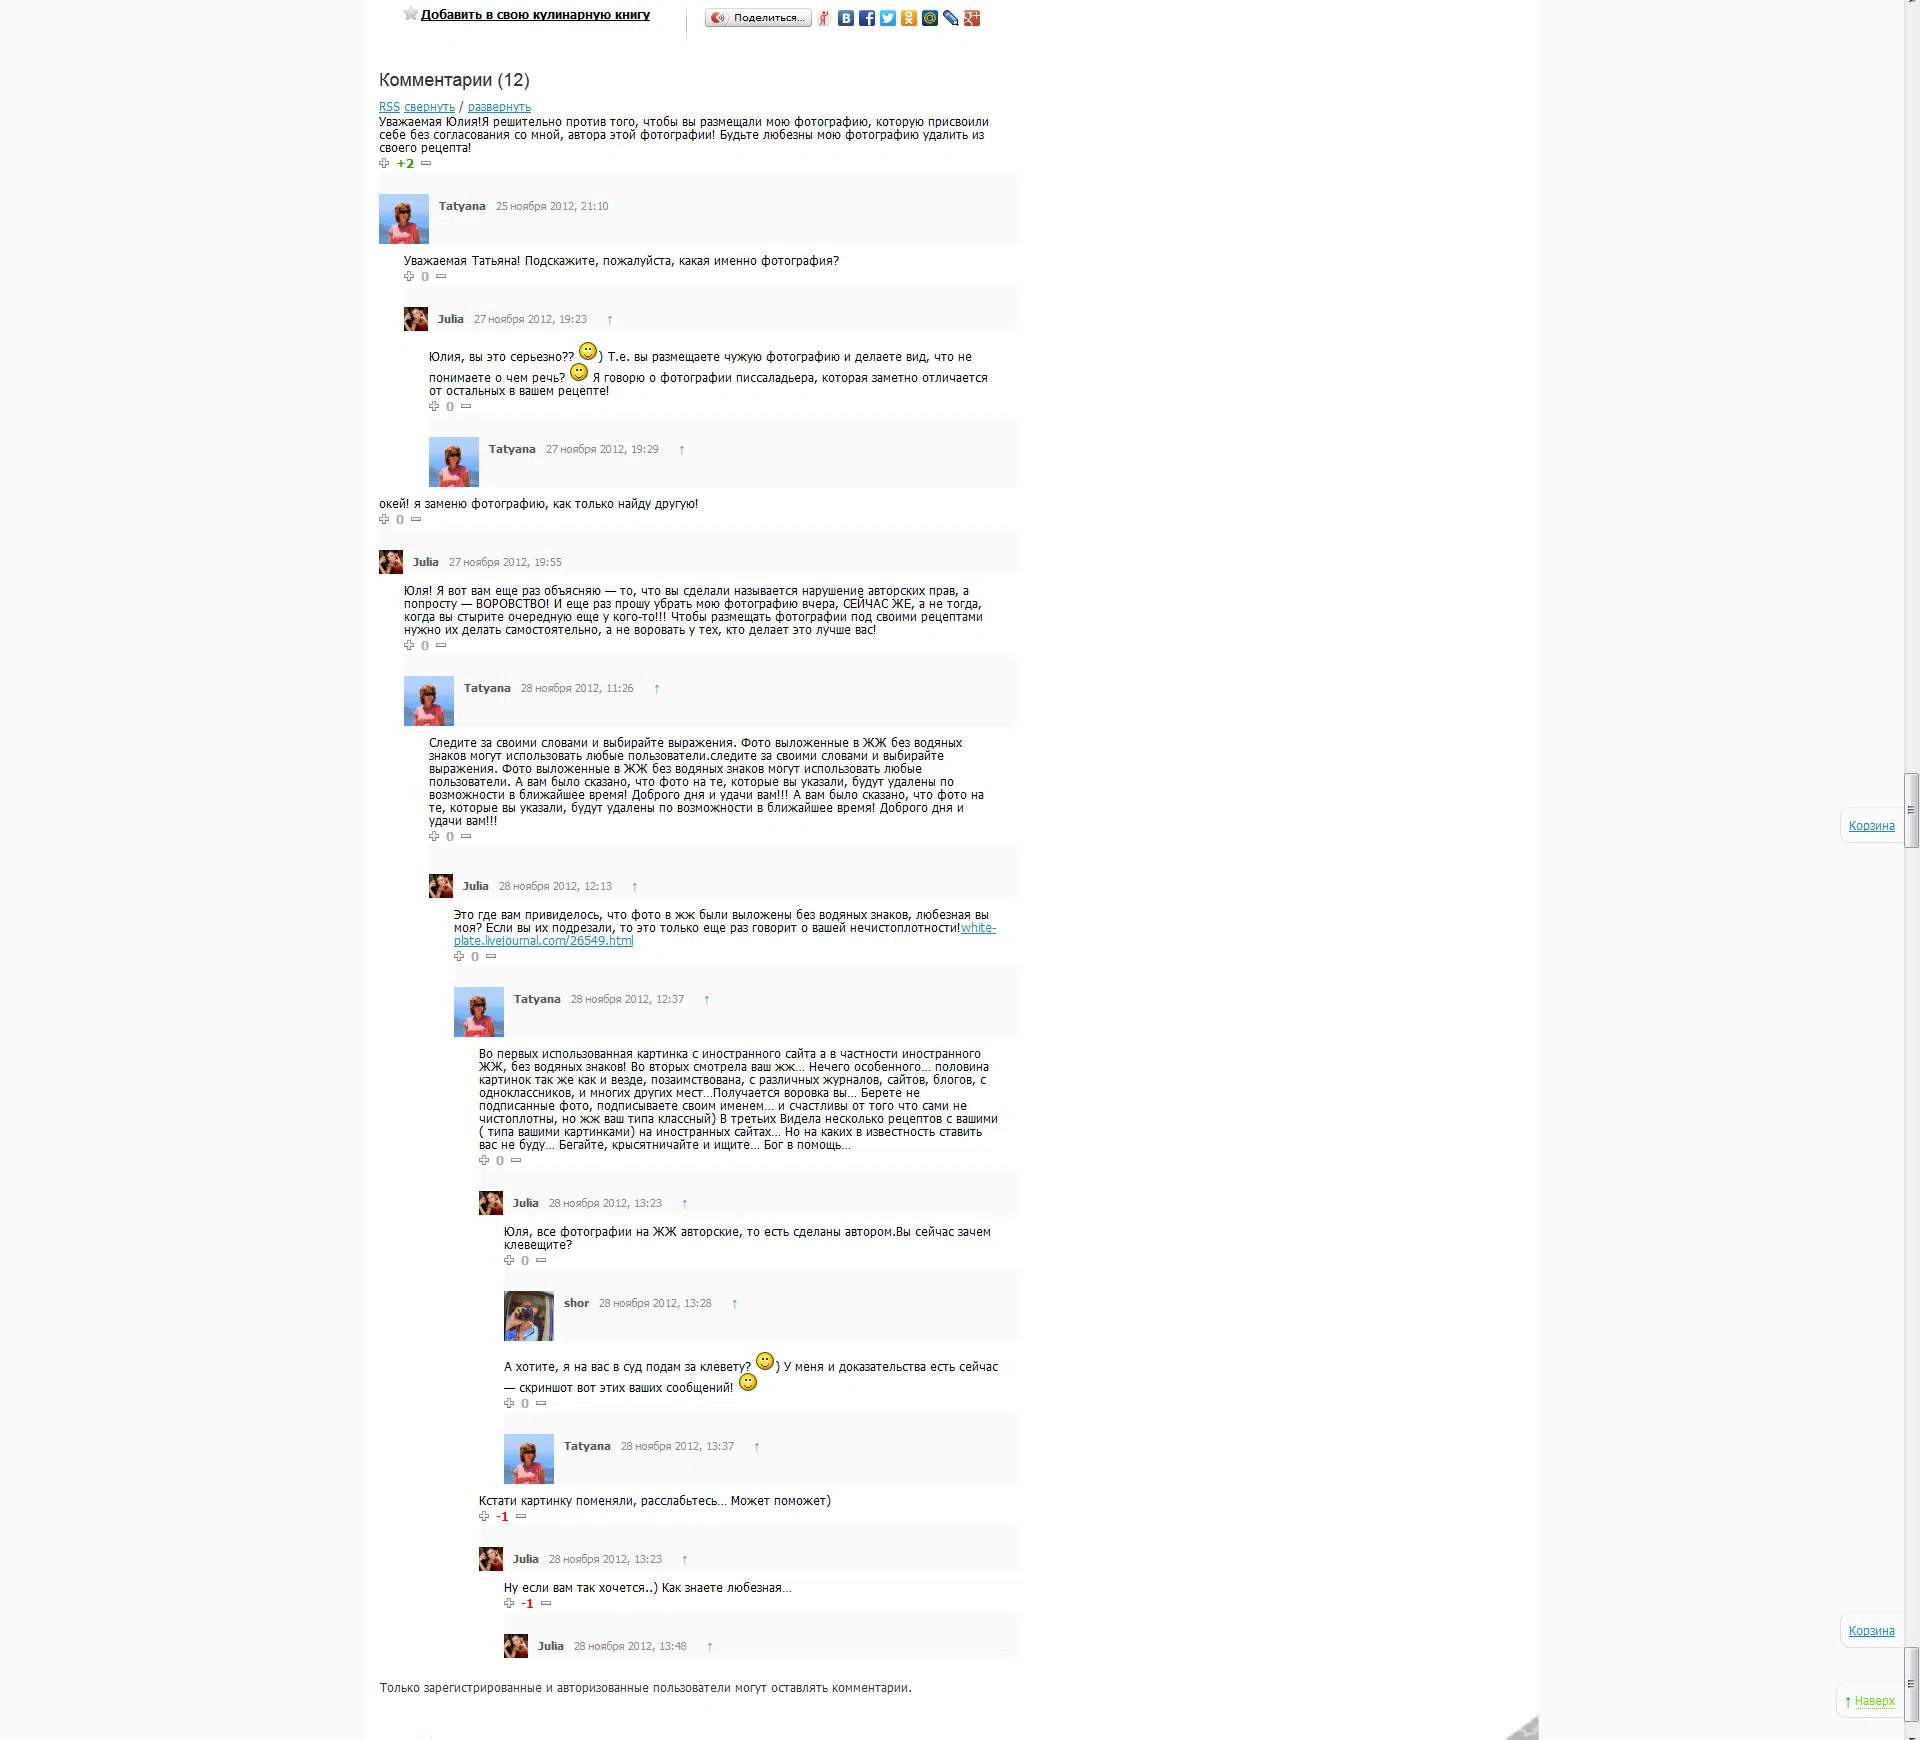 Добавить в свою кулинарную книгу
Поделиться...
Комментарии (12)
RSS свернуть / развернуть
Уважаемая Юлия!Я решительно против того, чтобы вы размещали мою фотографию, которую присвоили
себе без согласования со мной, автора этой фотографии! Будьте любезны мою фотографию удалить из
своего рецепта!
+2
Tatyana 25 ноября 2012, 21:10
Уважаемая Татьяна! Подскажите, пожалуйста, какая именно фотография?
0
Julia 27 ноября 2012, 19:23 ↑
Юлия, вы это серьезно?? ) Т.е. вы размещаете чужую фотографию и делаете вид, что не
понимаете о чем речь? Я говорю о фотографии писсаладьера, которая заметно отличается
от остальных в вашем рецепте!
0
Tatyana 27 ноября 2012, 19:29 ↑
окей! я заменю фотографию, как только найду другую!
0
Julia 27 ноября 2012, 19:55
Юля! Я вот вам еще раз объясняю — то, что вы сделали называется нарушение авторских прав, а
попросту — ВОРОВСТВО! И еще раз прошу убрать мою фотографию вчера, СЕЙЧАС ЖЕ, а не тогда,
когда вы стырите очередную еще у кого-то!!! Чтобы размещать фотографии под своими рецептами
нужно их делать самостоятельно, а не воровать у тех, кто делает это лучше вас!
0
Tatyana 28 ноября 2012, 11:26 ↑
Следите за своими словами и выбирайте выражения. Фото выложенные в ЖЖ без водяных
знаков могут использовать любые пользователи.следите за своими словами и выбирайте
выражения. Фото выложенные в ЖЖ без водяных знаков могут использовать любые
пользователи. А вам было сказано, что фото на те, которые вы указали, будут удалены по
возможности в ближайшее время! Доброго дня и удачи вам!!! А вам было сказано, что фото на
те, которые вы указали, будут удалены по возможности в ближайшее время! Доброго дня и
удачи вам!!!
0
Корзина
Julia 28 ноября 2012, 12:13 ↑
Это где вам привиделось, что фото в жж были выложены без водяных знаков, любезная вы
моя? Если вы их подрезали, то это только еще раз говорит о вашей нечистоплотности!white-
plate.livejournal.com/26549.html
0
Tatyana 28 ноября 2012, 12:37 ↑
Во первых использованная картинка с иностранного сайта а в частности иностранного
ЖЖ, без водяных знаков! Во вторых смотрела ваш жж... Нечего особенного... половина
картинок так же как и везде, позаимствована, с различных журналов, сайтов, блогов, с
одноклассников, и многих других мест...Получается воровка вы... Берете не
подписанные фото, подписываете своим именем... и счастливы от того что сами не
чистоплотны, но жж ваш типа классный) В третьих Видела несколько рецептов с вашими
( типа вашими картинками) на иностранных сайтах... Но на каких в известность ставить
вас не буду... Бегайте, крысятничайте и ищите... Бог в помощь...
0
Julia 28 ноября 2012, 13:23 ↑
Юля, все фотографии на ЖЖ авторские, то есть сделаны автором.Вы сейчас зачем
клевещите?
0
shor 28 ноября 2012, 13:28 ↑
А хотите, я на вас в суд подам за клевету? ) У меня и доказательства есть сейчас
— скриншот вот этих ваших сообщений!
0
Tatyana 28 ноября 2012, 13:37 ↑
Кстати картинку поменяли, расслабьтесь... Может поможет)
-1
Julia 28 ноября 2012, 13:23 ↑
Ну если вам так хочется..) Как знаете любезная...
-1
Корзина
Julia 28 ноября 2012, 13:48 ↑
Только зарегистрированные и авторизованные пользователи могут оставлять комментарии.
↑ Наверх